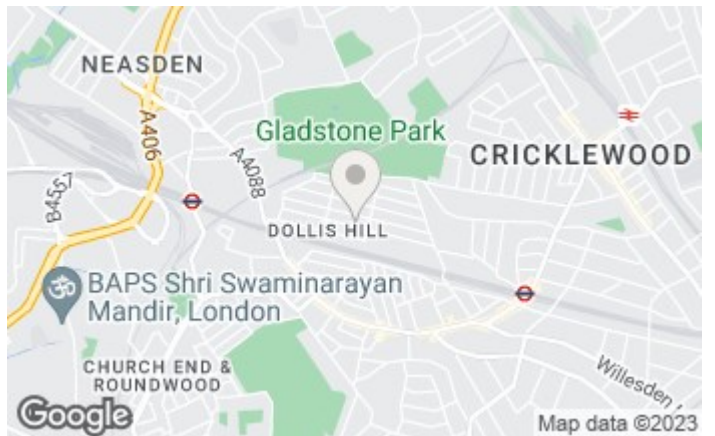 NEASDEN
A406
Gladstone Park
A4088
CRICKLEWOOD
B4557
DOLLIS HILL
BAPS Shri Swaminarayan
Mandir, London
CHURCH END &
ROUNDWOOD
Willesden
Google
Map data ©2023